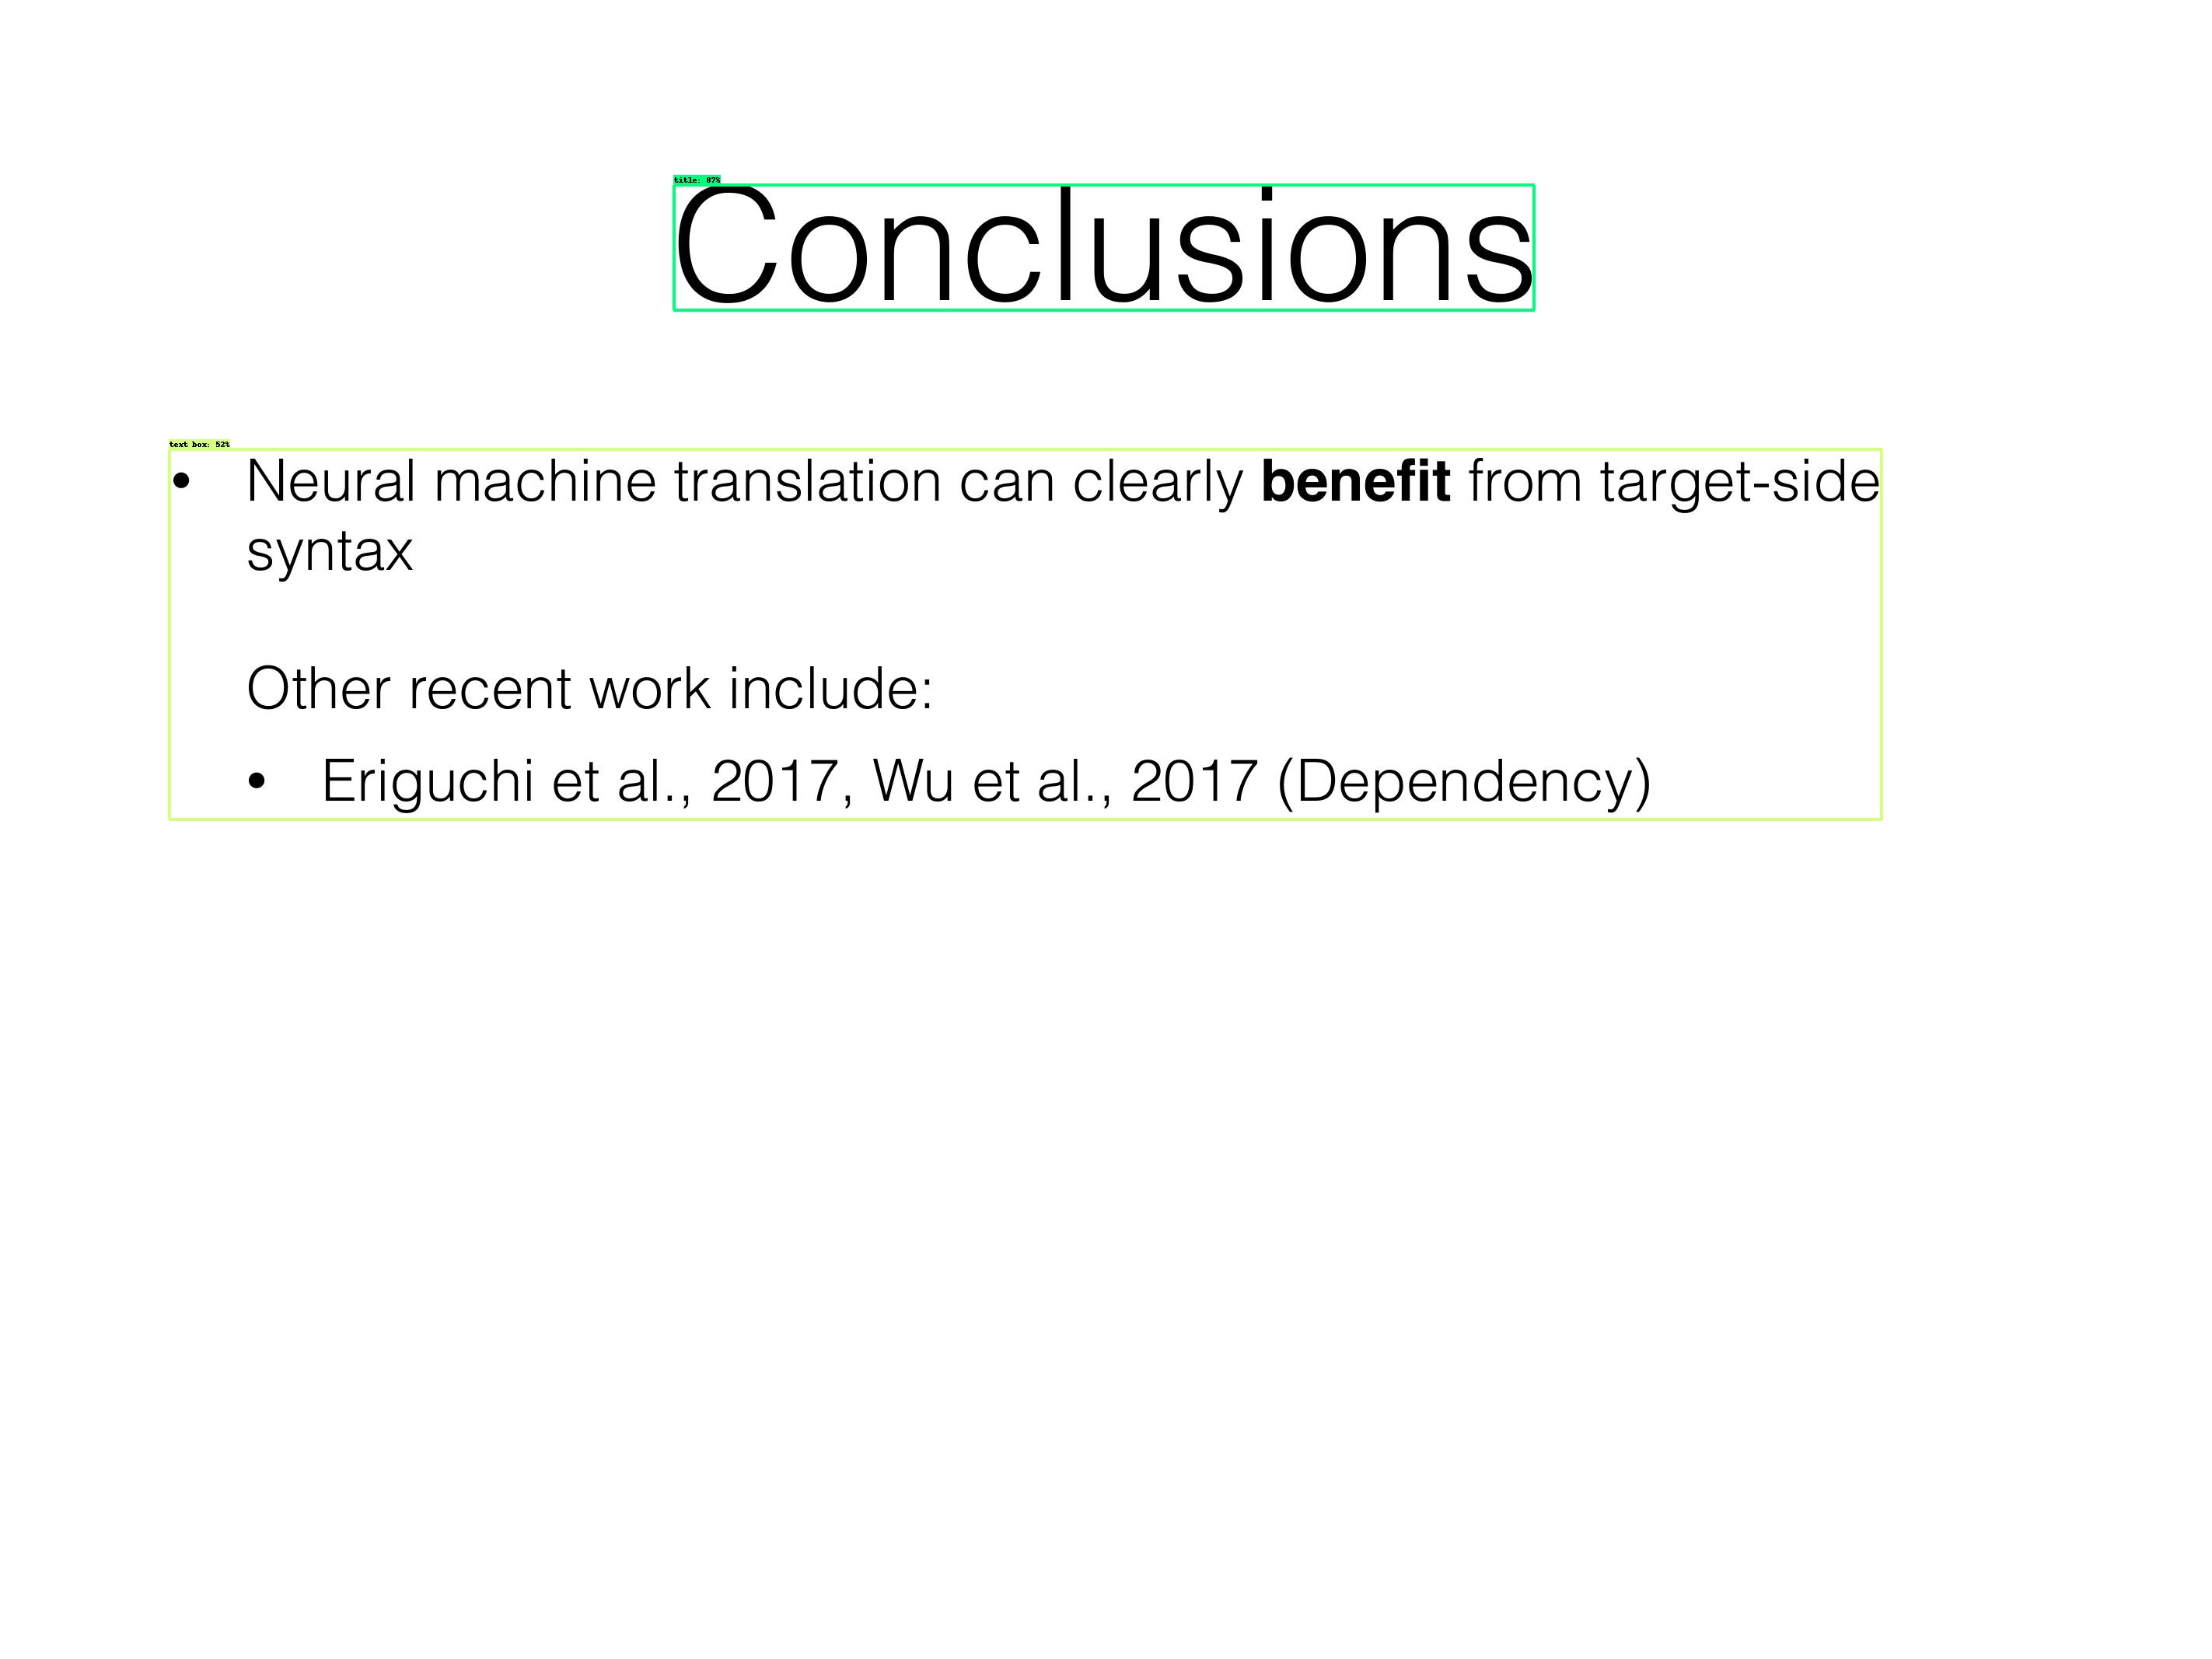 title: 87%
Conclusions
text box: 52%
• Neural machine translation can clearly benefit from target-side
syntax
Other recent work include:
• Eriguchi et al., 2017, Wu et al., 2017 (Dependency)